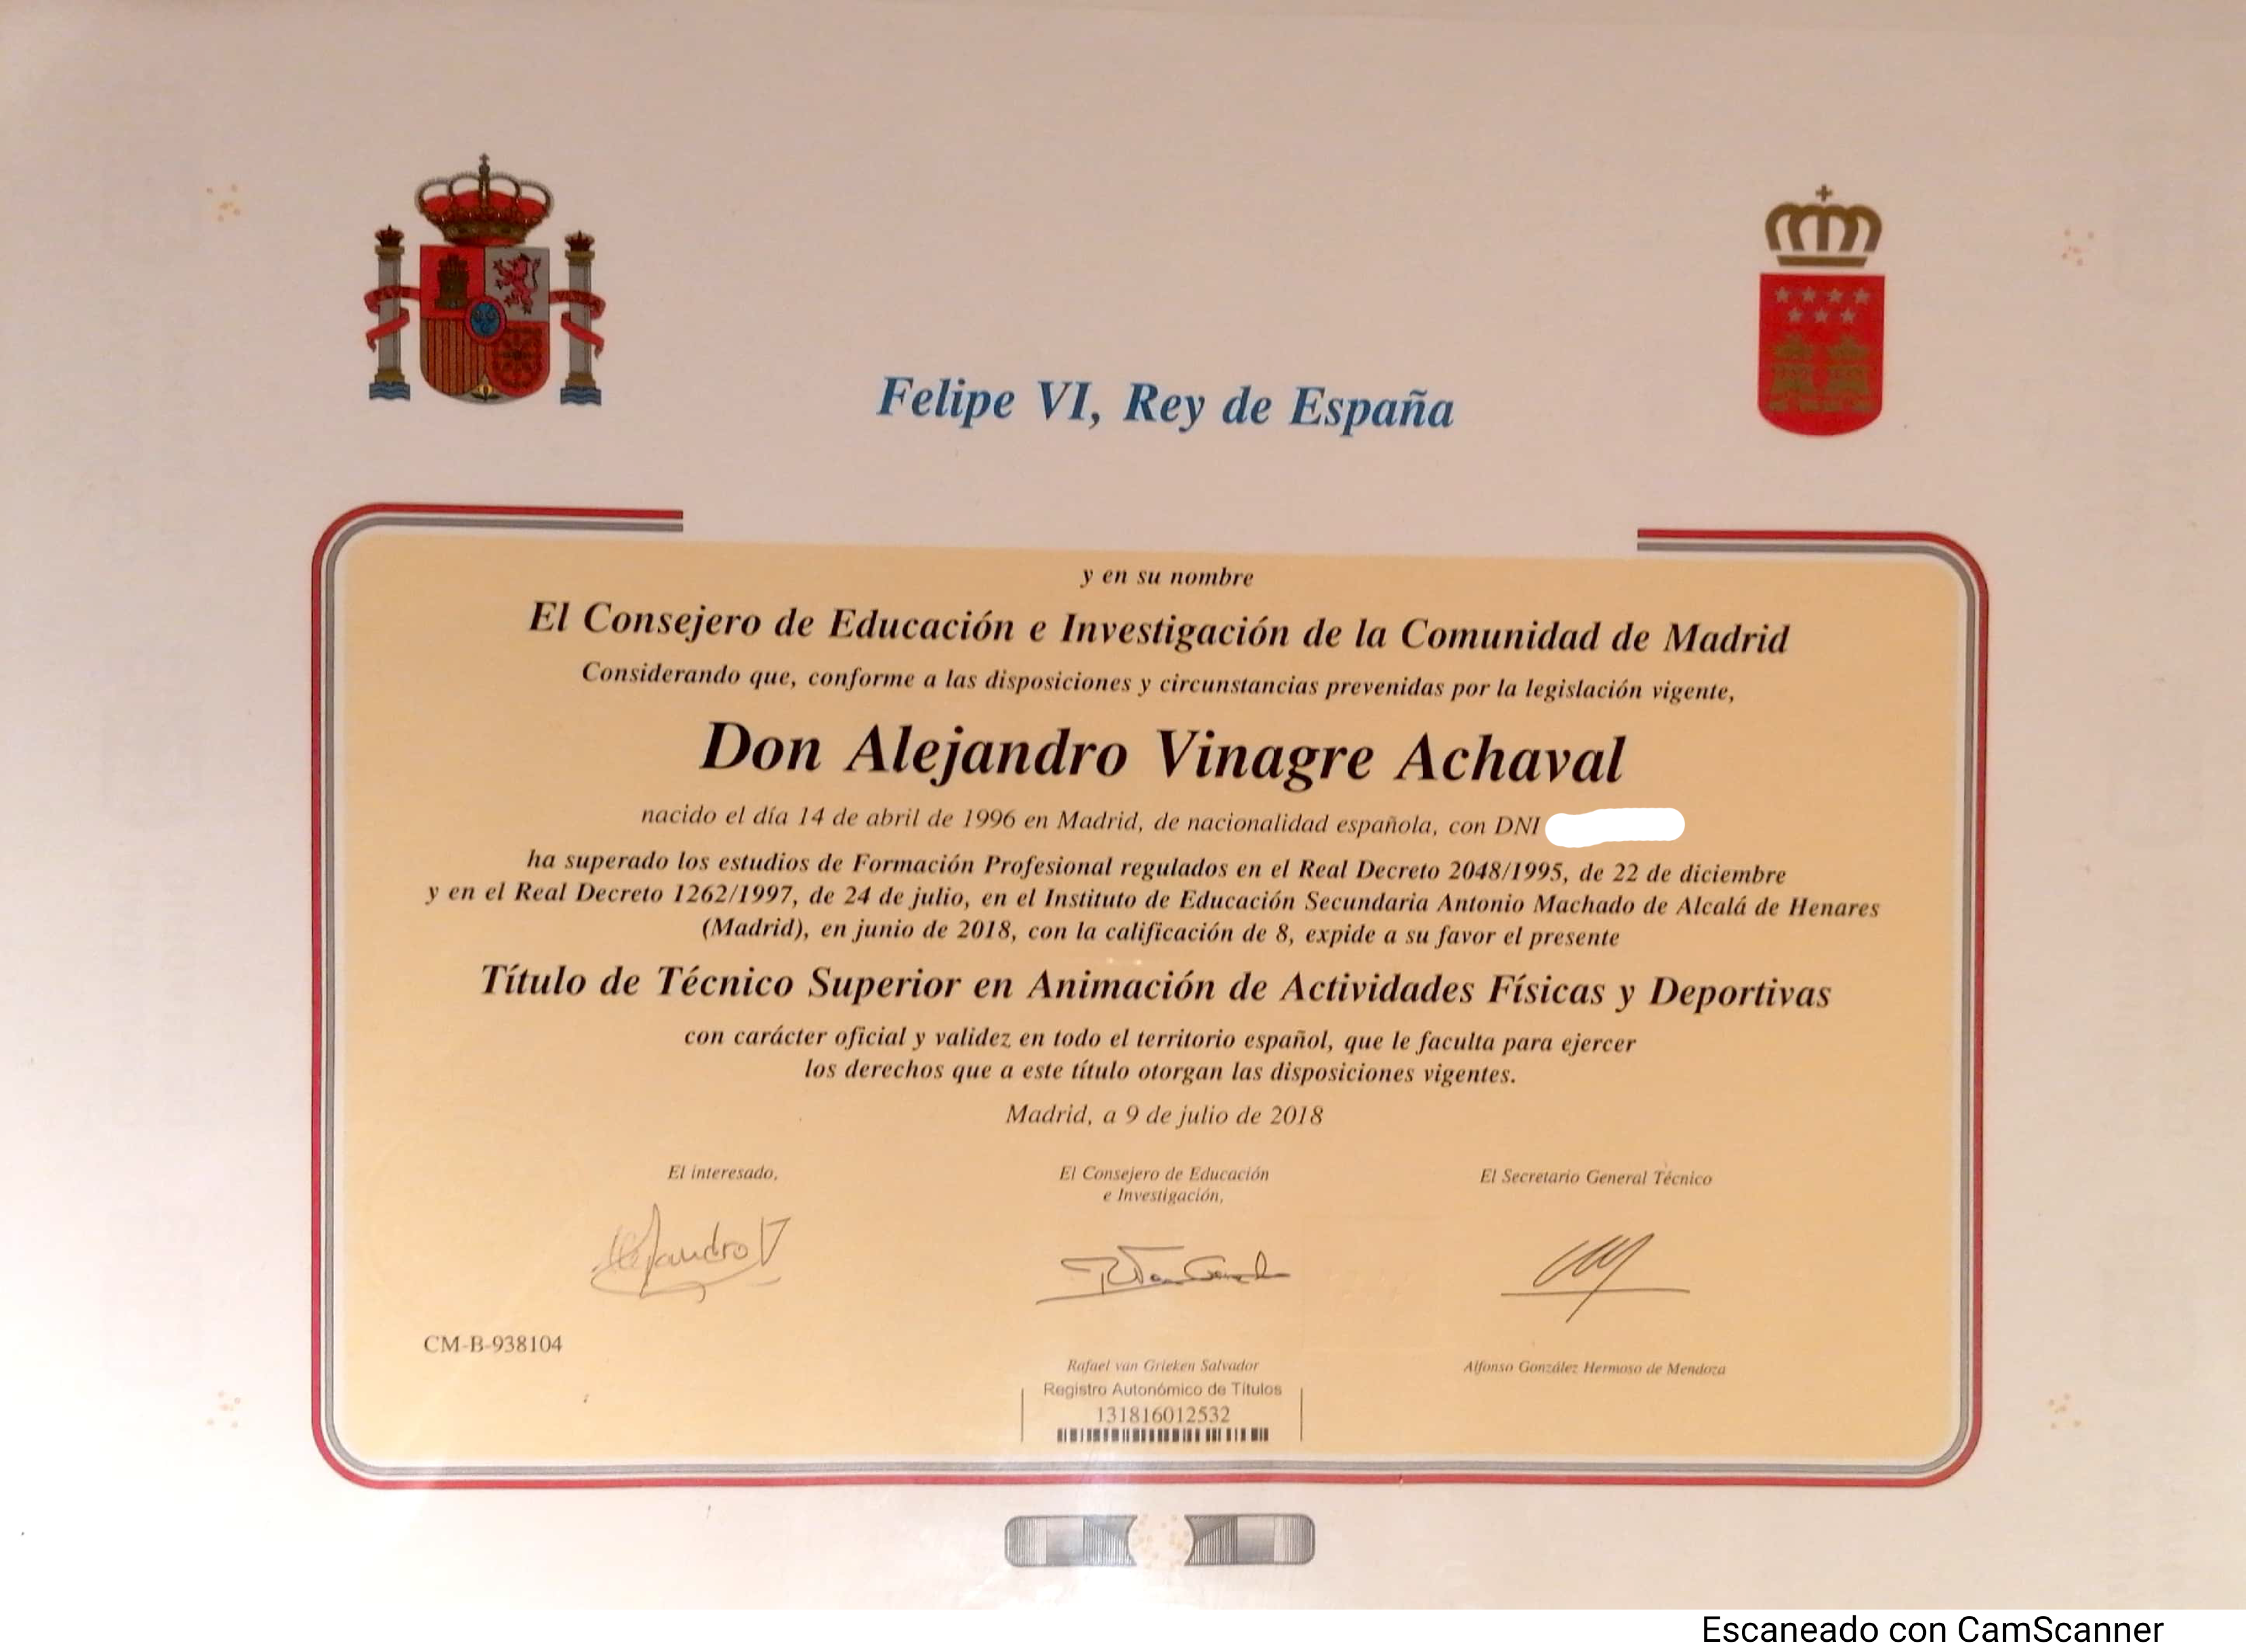 PLVS VLTRA
Felipe VI, Rey de España
y en su nombre
El Consejero de Educación e Investigación de la Comunidad de Madrid
Considerando que, conforme a las disposiciones y circunstancias prevenidas por la legislación vigente,
Don Alejandro Vinagre Achaval
nacido el día 14 de abril de 1996 en Madrid, de nacionalidad española, con DNI
ha superado los estudios de Formación Profesional regulados en el Real Decreto 2048/1995, de 22 de diciembre
y en el Real Decreto 1262/1997, de 24 de julio, en el Instituto de Educación Secundaria Antonio Machado de Alcalá de Henares
(Madrid), en junio de 2018, con la calificación de 8, expide a su favor el presente
Título de Técnico Superior en Animación de Actividades Físicas y Deportivas
con carácter oficial y validez en todo el territorio español, que le faculta para ejercer
los derechos que a este título otorgan las disposiciones vigentes.
Madrid, a 9 de julio de 2018
El interesado,
Alejandro V
El Consejero de Educación
e Investigación,
El Secretario General Técnico
CM-B-938104
Rafael van Grieken Salvador
Alfonso González Hermoso de Mendoza
Registro Autonómico de Títulos
131816012532
Escaneado con CamScanner